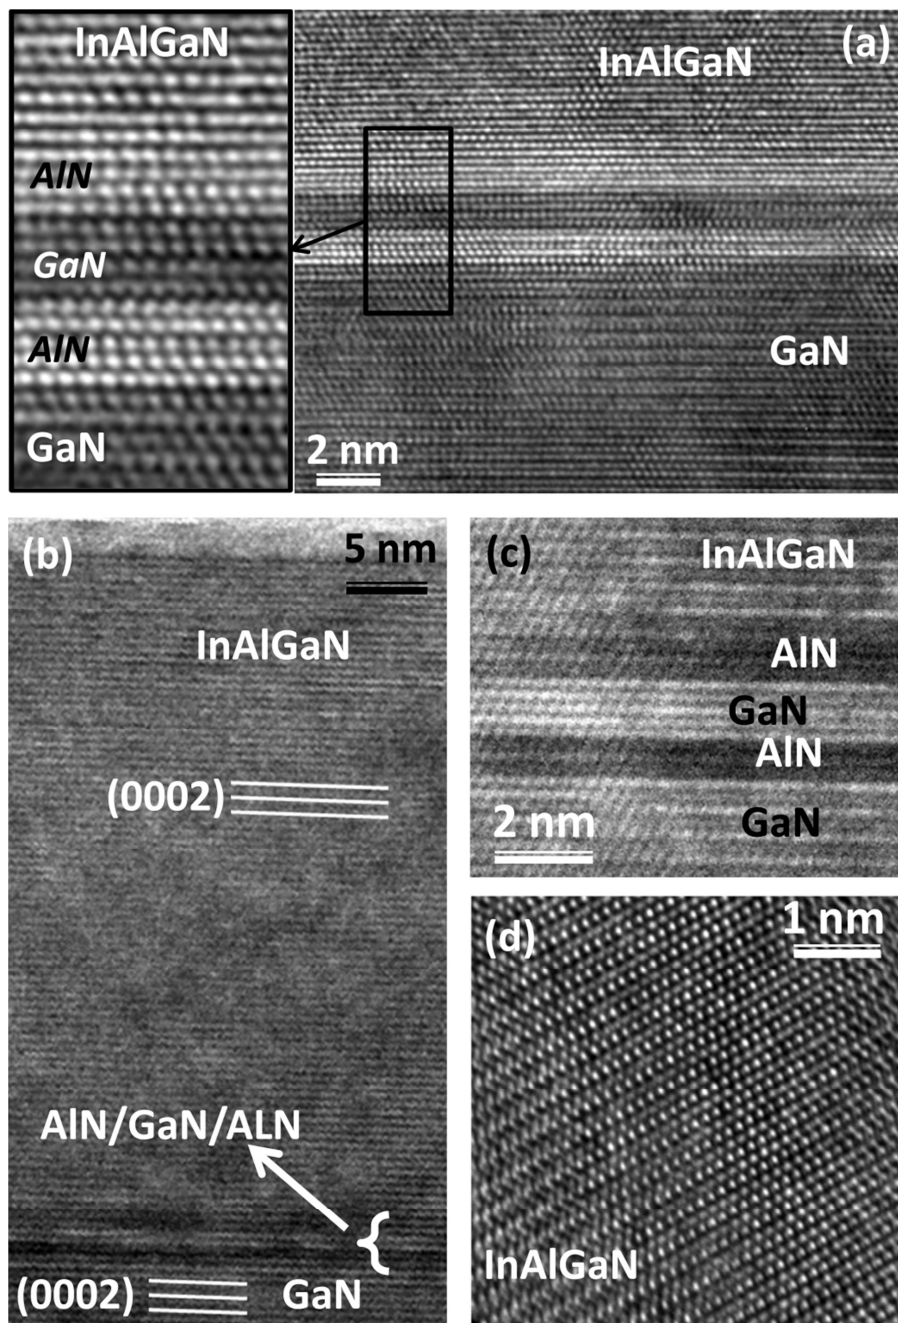 InAlGaN
AlN
GaN
AlN
GaN
InAlGaN
(a)
GaN
2 nm
(b)
5 nm
InAlGaN
(0002)
AlN/GaN/ALN
{
(0002)
GaN
(c)
InAlGaN
AlN
GaN
AlN
GaN
2 nm
(d)
1 nm
InAlGaN